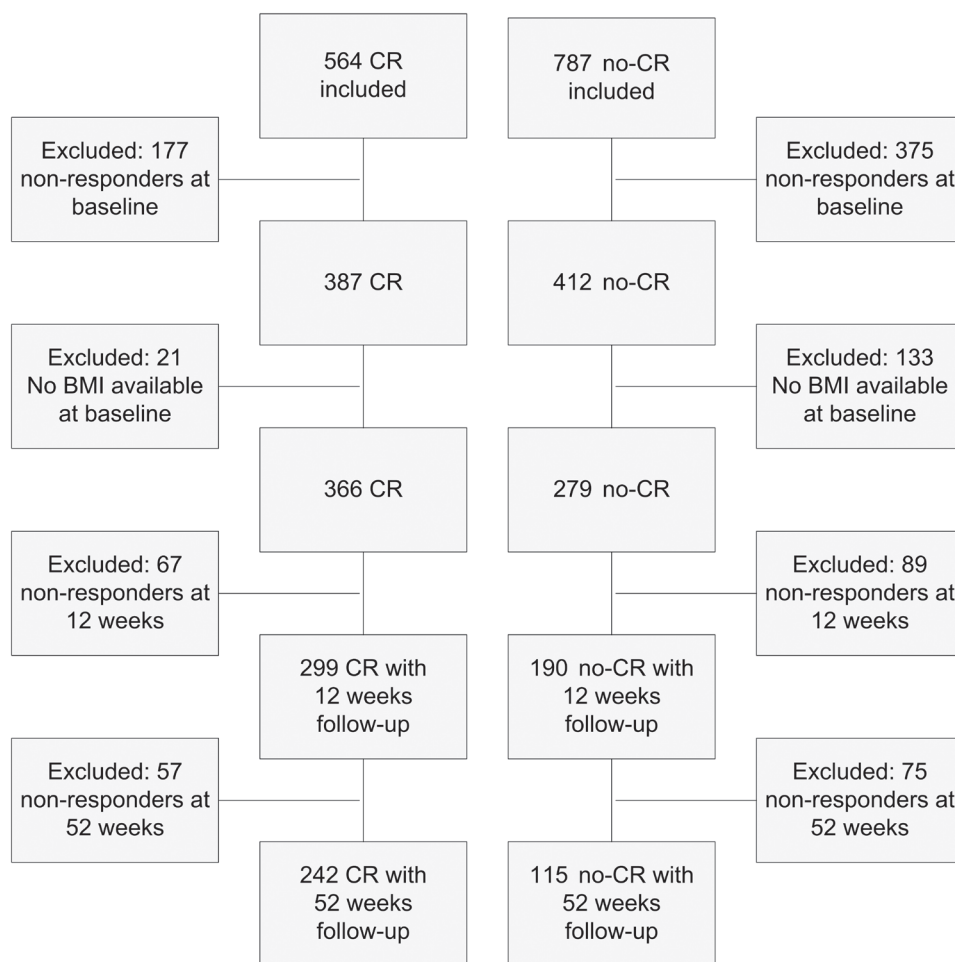 564 CR
included
787 no-CR
included
Excluded: 177
non-responders at
baseline
Excluded: 375
non-responders at
baseline
387 CR
412 no-CR
Excluded: 21
No BMI available
at baseline
Excluded: 133
No BMI available
at baseline
366 CR
279 no-CR
Excluded: 67
non-responders at
12 weeks
Excluded: 89
non-responders at
12 weeks
299 CR with
12 weeks
follow-up
190 no-CR with
12 weeks
follow-up
Excluded: 57
non-responders at
52 weeks
Excluded: 75
non-responders at
52 weeks
242 CR with
52 weeks
follow-up
115 no-CR with
52 weeks
follow-up